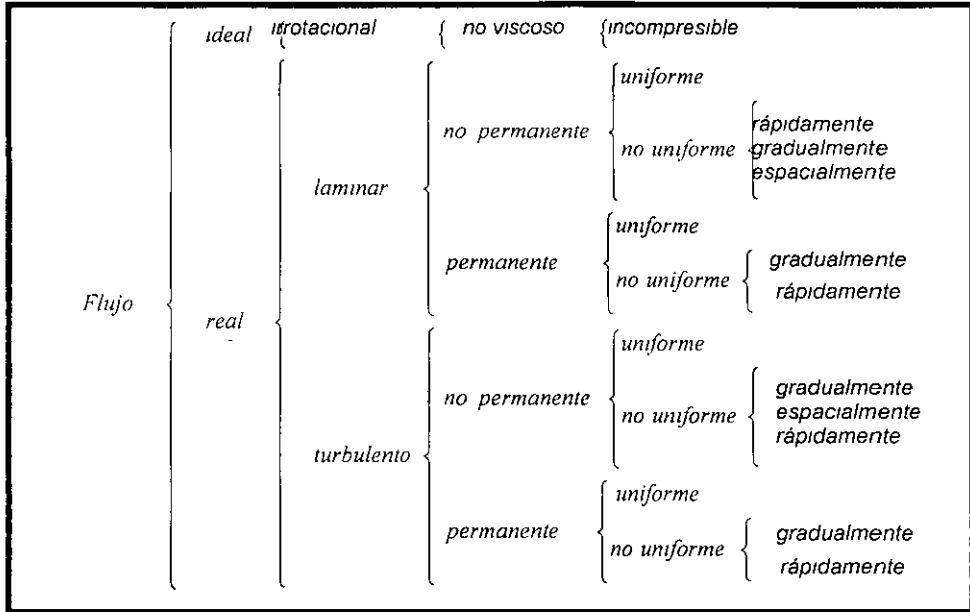 ideal irrotacional no viscoso incompresible
uniforme
no permanente
rápidamente
no uniforme gradualmente
espacialmente
laminar
uniforme
permanente
gradualmente
no uniforme
rápidamente
Flujo real
uniforme
no permanente
gradualmente
no uniforme espacialmente
rápidamente
turbulento
uniforme
permanente
gradualmente
no uniforme
rápidamente